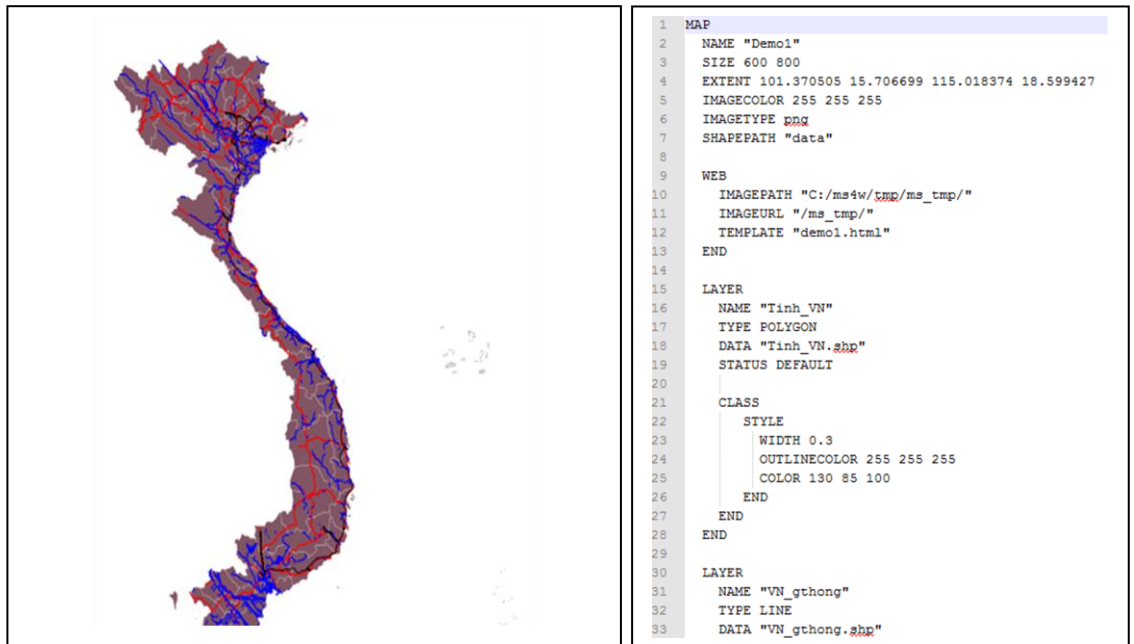 1 MAP
2 NAME "Demo1"
3 SIZE 600 800
4 EXTENT 101.370505 15.706699 115.018374 18.599427
5 IMAGECOLOR 255 255 255
6 IMAGETYPE png
7 SHAPEPATH "data"
8
9 WEB
10 IMAGEPATH "C:/ms4w/tmp/ms_tmp/"
11 IMAGEURL "/ms_tmp/"
12 TEMPLATE "demo1.html"
13 END
14
15 LAYER
16 NAME "Tinh_VN"
17 TYPE POLYGON
18 DATA "Tinh_VN.shp"
19 STATUS DEFAULT
20
21 CLASS
22 STYLE
23 WIDTH 0.3
24 OUTLINECOLOR 255 255 255
25 COLOR 130 85 100
26 END
27 END
28 END
29
30 LAYER
31 NAME "VN_gthong"
32 TYPE LINE
33 DATA "VN_gthong.shp"